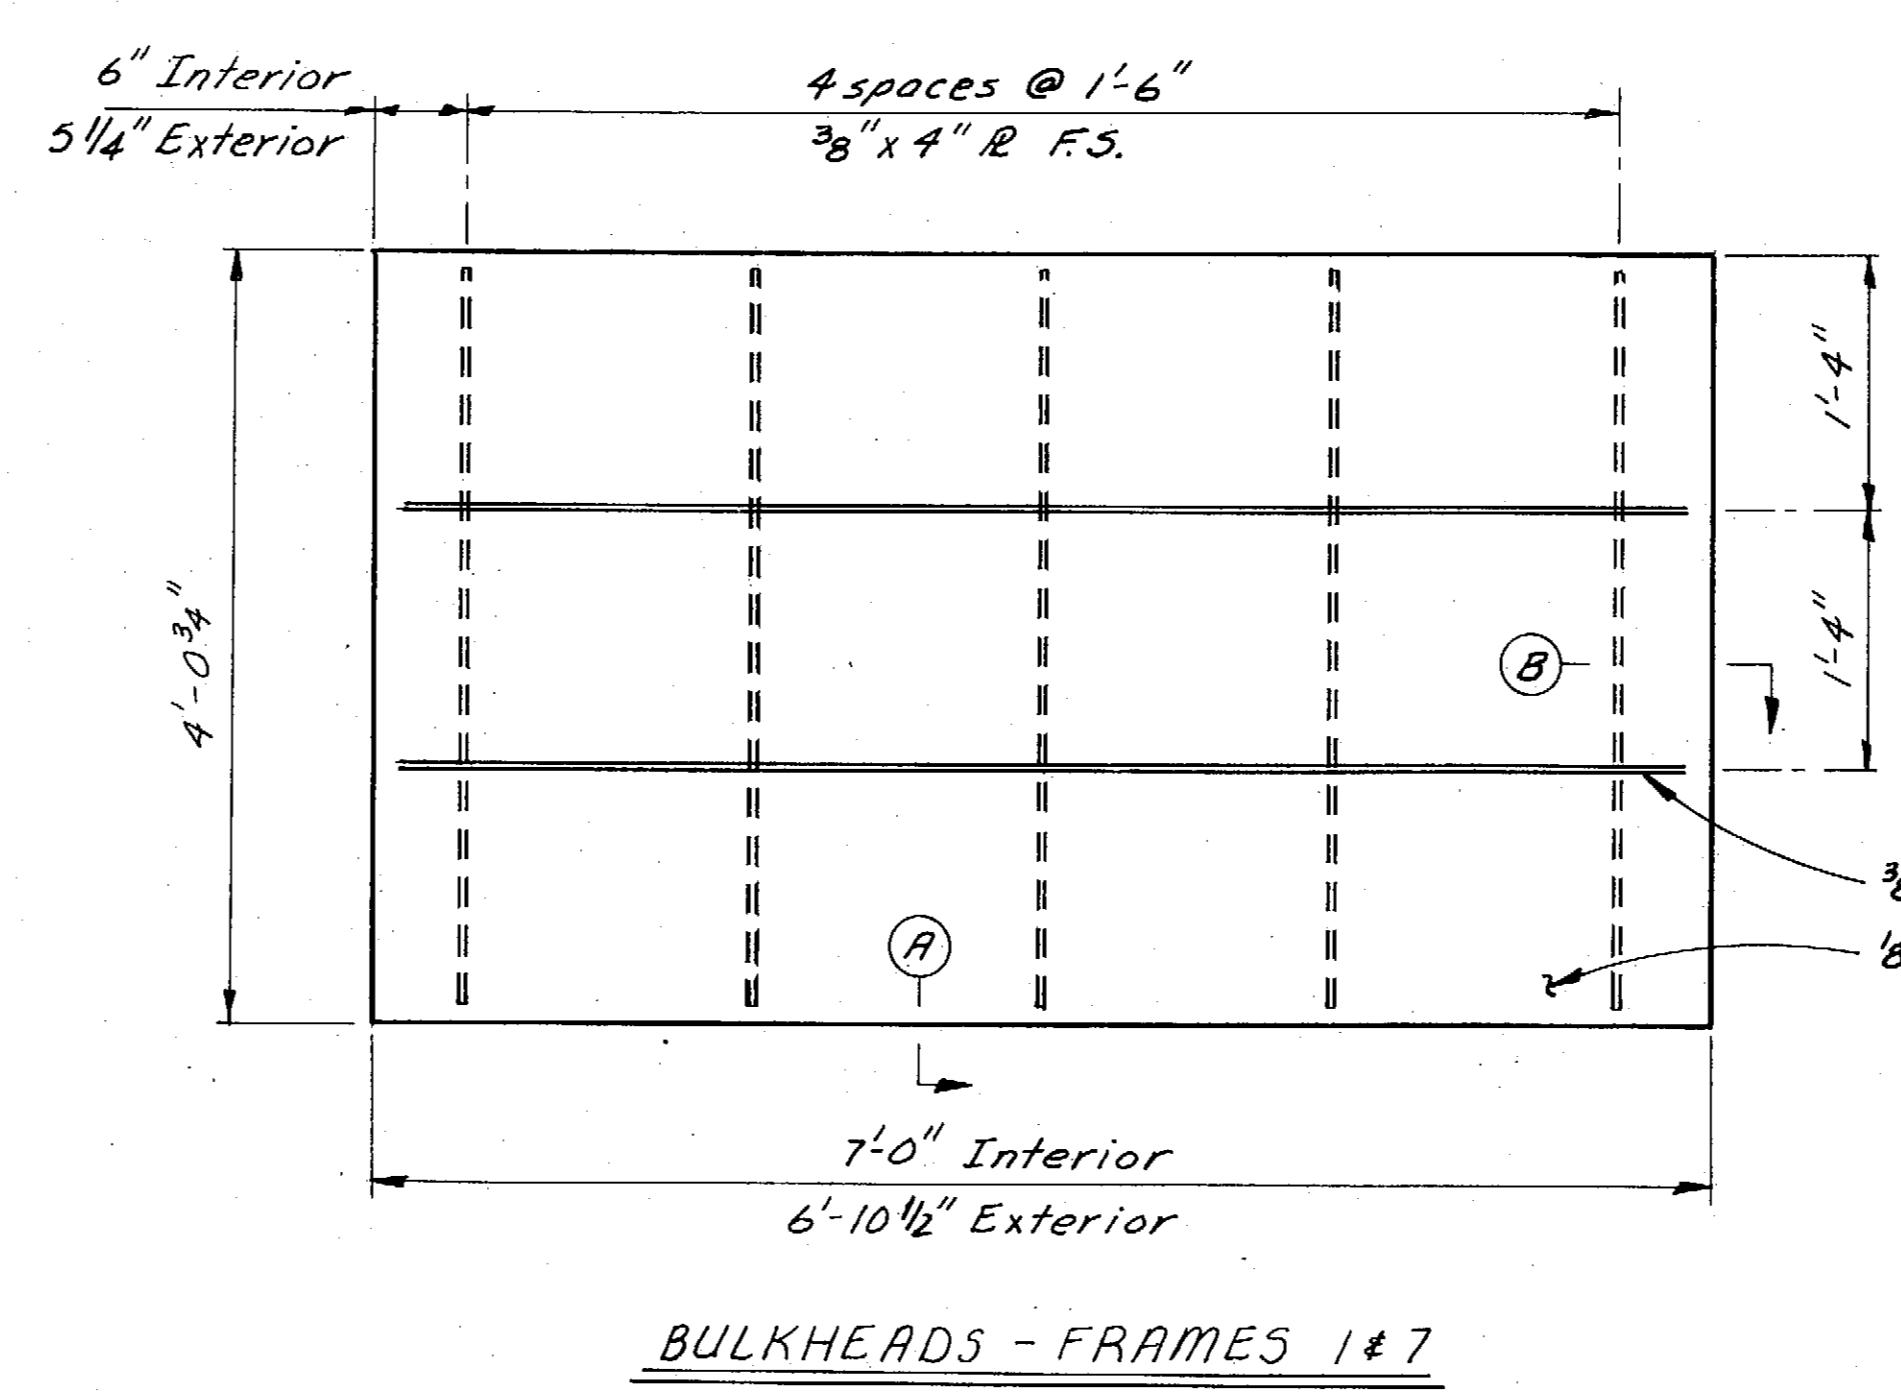 6" Interior
5 1/4" Exterior
4 spaces @ 1'-6"
3/8" x 4" ℞ F.S.
1'-4"
4'-0 3/4"
1'-4"
B
A
7'-0" Interior
6'-10 1/2" Exterior
BULKHEADS - FRAMES 1 & 7